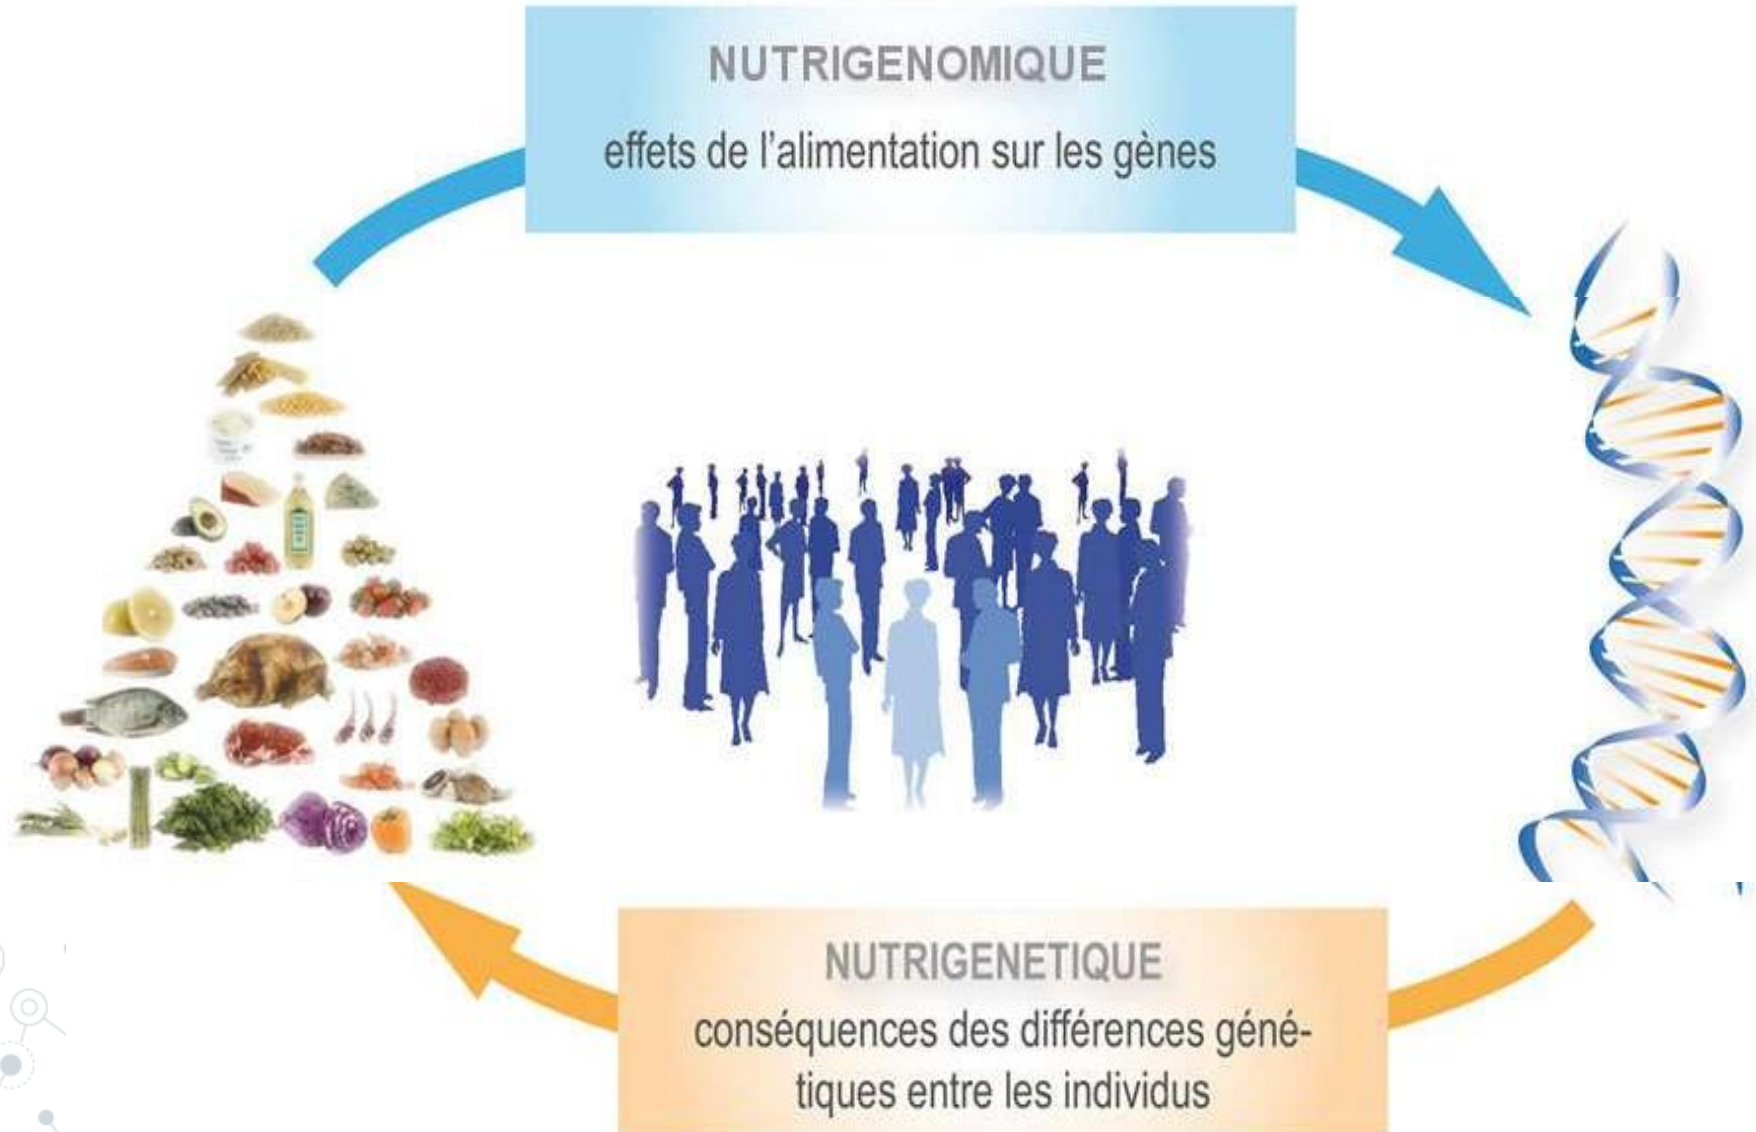 NUTRIGENOMIQUE
effets de l'alimentation sur les gènes
NUTRIGENETIQUE
conséquences des différences géné-
tiques entre les individus